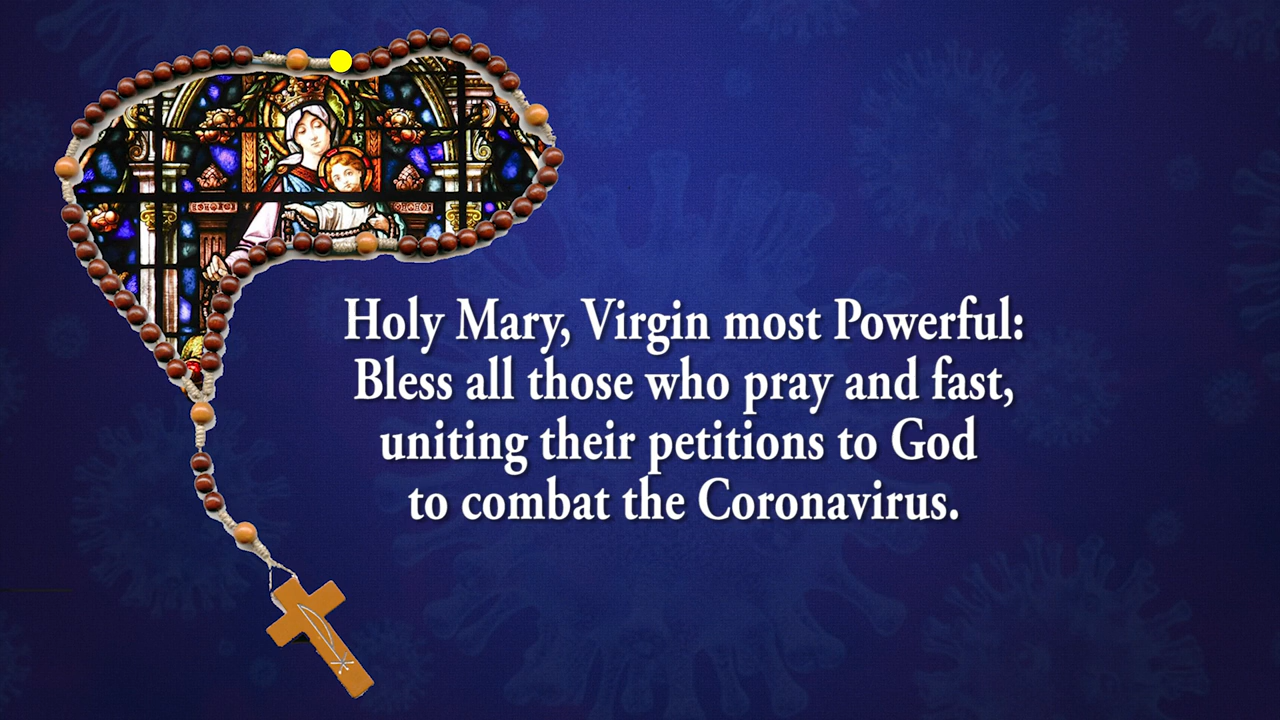 Holy Mary, Virgin most Powerful:
Bless all those who pray and fast,
uniting their petitions to God
to combat the Coronavirus.